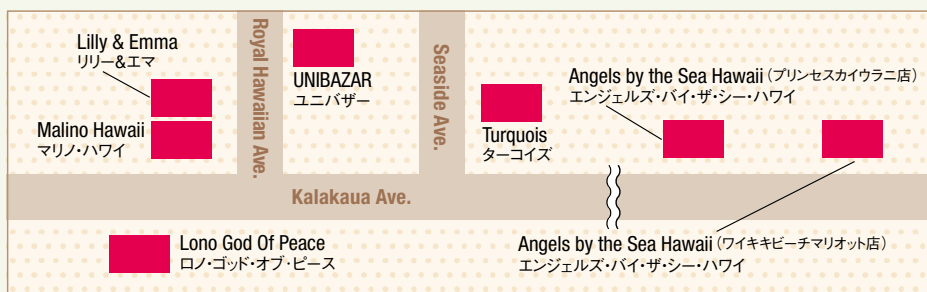 Lilly & Emma
リリー&エマ
Malino Hawaii
マリノ・ハワイ
Royal Hawaiian Ave.
UNIBAZAR
ユニバザー
Seaside Ave.
Turquois
ターコイズ
Angels by the Sea Hawaii（プリンセスカイウラニ店）
エンジェルズ・バイ・ザ・シー・ハワイ
Kalakaua Ave.
Lono God Of Peace
ロノ・ゴッド・オブ・ピース
Angels by the Sea Hawaii（ワイキキビーチマリオット店）
エンジェルズ・バイ・ザ・シー・ハワイ